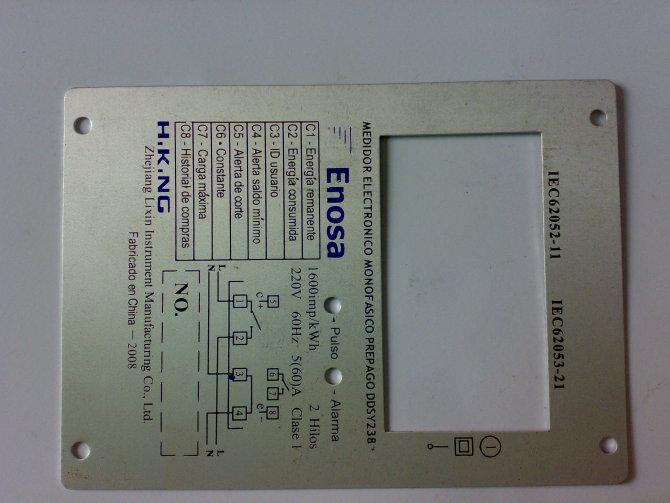 IEC62052-11 IEC62053-21
MEDIDOR ELECTRONICO MONOFASICO PREPAGO DDSY238
Enosa
Pulso Alarma
1600imp/kWh 2 Hilos
220V 60Hz 5(60)A Clase 1
C1 - Energía remanente
C2 - Energía consumida
C3 - ID usuario
C4 - Alerta saldo mínimo
C5 - Alerta de corte
C6 • Constante
C7 - Carga máxima
C8 - Historial de compras
5 6 7 8
el+ el-
1 2 3 4
L L
N N
NO.
H.K.NG
Zhejiang Lixin Instrument Manufacturing Co., Ltd.
Fabricado en China – 2008